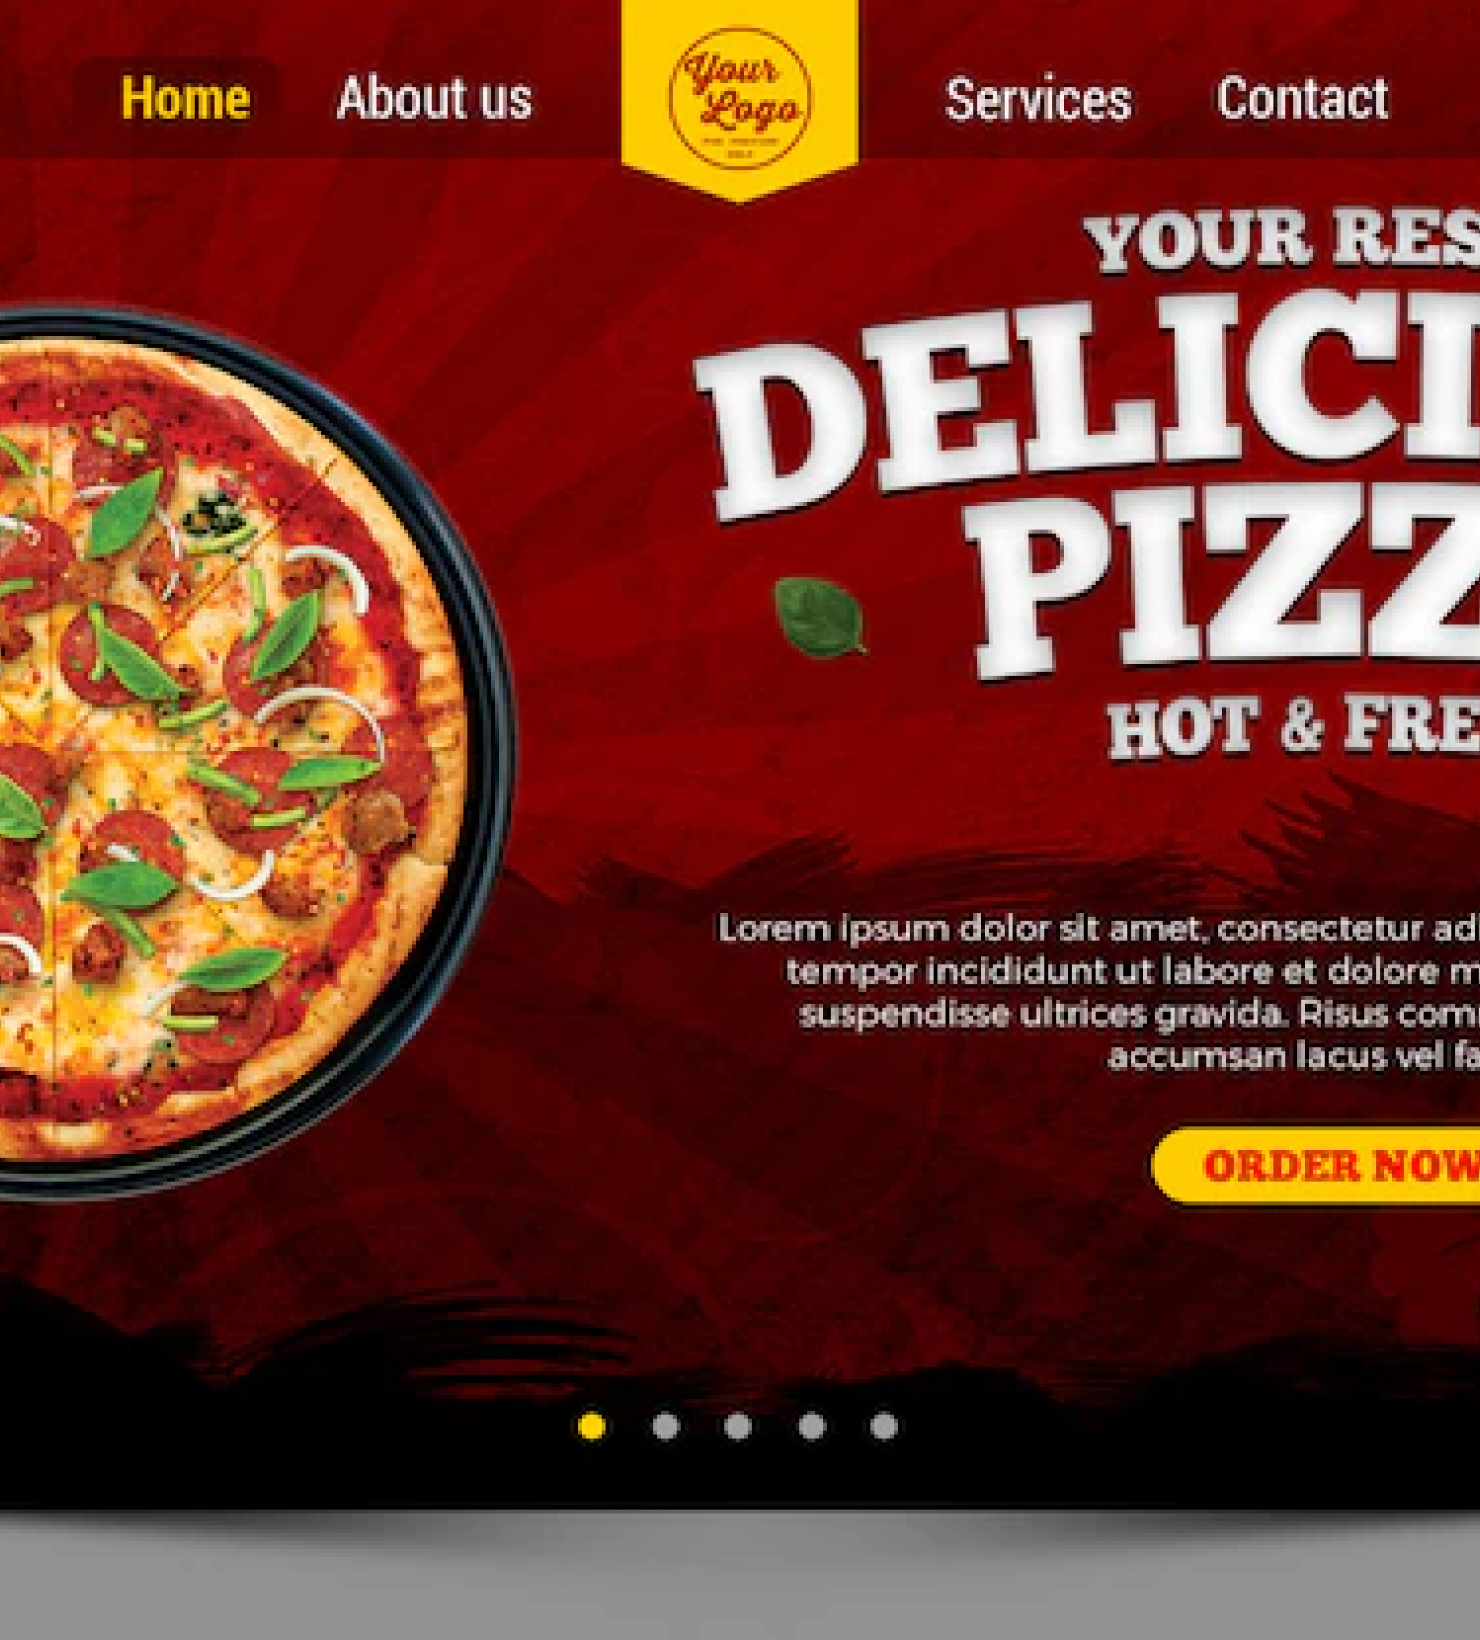 Home About us Services Contact
Your
Logo
YOUR RES
DELICI
PIZZ
HOT & FRE
Lorem ipsum dolor sit amet, consectetur adi
tempor incididunt ut labore et dolore m
suspendisse ultrices gravida. Risus com
accumsan lacus vel fa
ORDER NOW